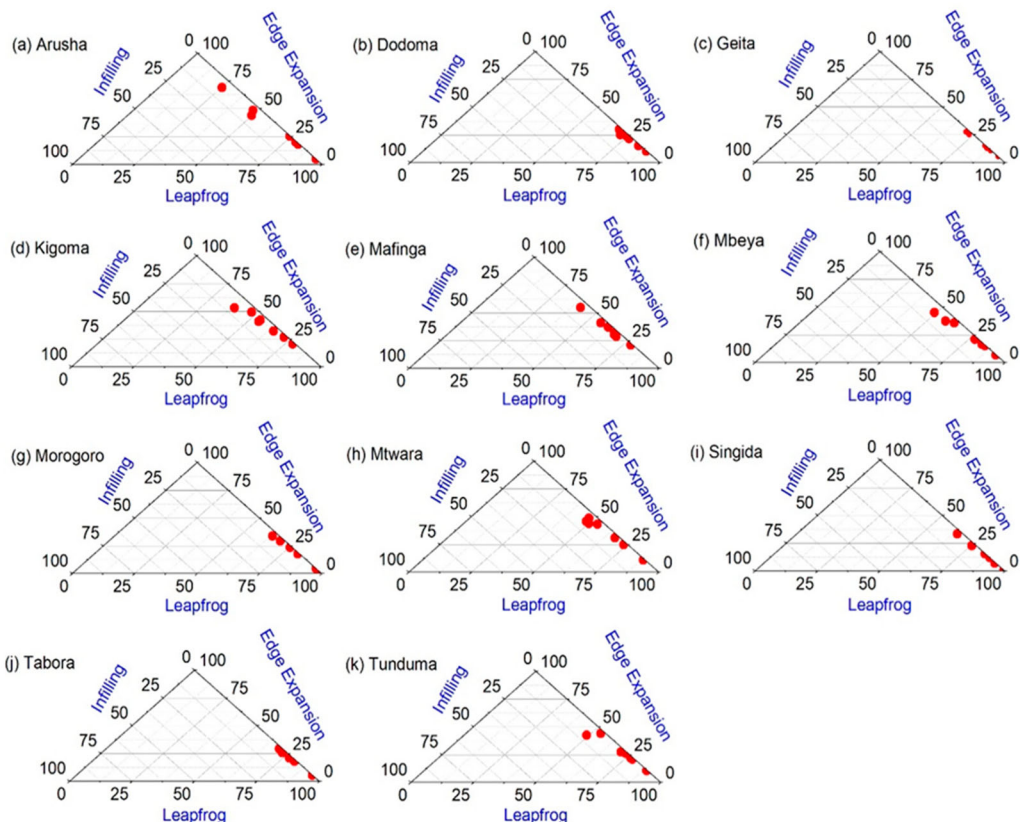 (a) Arusha
0 100
Infilling
Edge Expansion
25 75
50 50
75 25
100 0
0 25 50 75 100
Leapfrog
(b) Dodoma
0 100
Infilling
Edge Expansion
25 75
50 50
75 25
100 0
0 25 50 75 100
Leapfrog
(c) Geita
0 100
Infilling
Edge Expansion
25 75
50 50
75 25
100 0
0 25 50 75 100
Leapfrog
(d) Kigoma
0 100
Infilling
Edge Expansion
25 75
50 50
75 25
100 0
0 25 50 75 100
Leapfrog
(e) Mafinga
0 100
Infilling
Edge Expansion
25 75
50 50
75 25
100 0
0 25 50 75 100
Leapfrog
(f) Mbeya
0 100
Infilling
Edge Expansion
25 75
50 50
75 25
100 0
0 25 50 75 100
Leapfrog
(g) Morogoro
0 100
Infilling
Edge Expansion
25 75
50 50
75 25
100 0
0 25 50 75 100
Leapfrog
(h) Mtwara
0 100
Infilling
Edge Expansion
25 75
50 50
75 25
100 0
0 25 50 75 100
Leapfrog
(i) Singida
0 100
Infilling
Edge Expansion
25 75
50 50
75 25
100 0
0 25 50 75 100
Leapfrog
(j) Tabora
0 100
Infilling
Edge Expansion
25 75
50 50
75 25
100 0
0 25 50 75 100
Leapfrog
(k) Tunduma
0 100
Infilling
Edge Expansion
25 75
50 50
75 25
100 0
0 25 50 75 100
Leapfrog